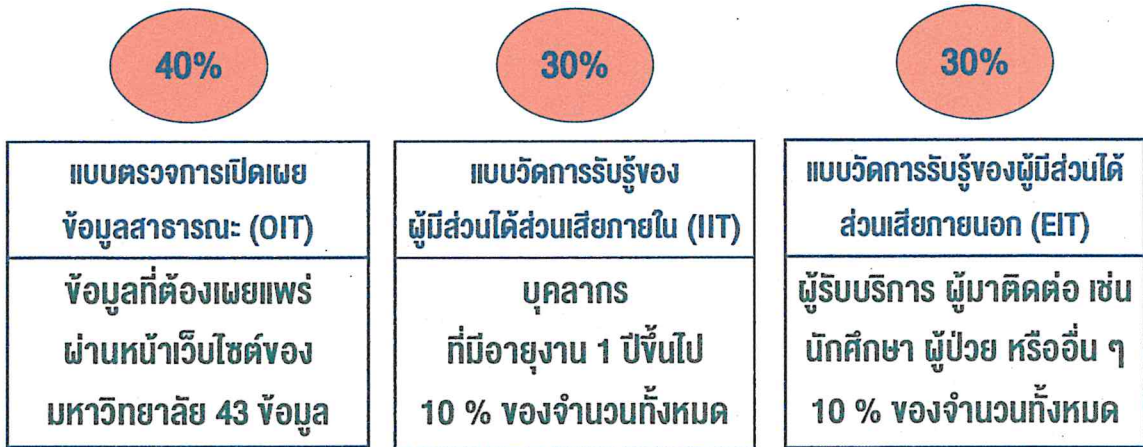 40%
แบบตรวจการเปิดเผย
ข้อมูลสาธารณะ (OIT)
ข้อมูลที่ต้องเผยแพร่
ผ่านหน้าเว็บไซต์ของ
มหาวิทยาลัย 43 ข้อมูล
30%
แบบวัดการรับรู้ของ
ผู้มีส่วนได้ส่วนเสียภายใน (IIT)
บุคลากร
ที่มีอายุงาน 1 ปีขึ้นไป
10 % ของจำนวนทั้งหมด
30%
แบบวัดการรับรู้ของผู้มีส่วนได้
ส่วนเสียภายนอก (EIT)
ผู้รับบริการ ผู้มาติดต่อ เช่น
นักศึกษา ผู้ป่วย หรืออื่น ๆ
10 % ของจำนวนทั้งหมด